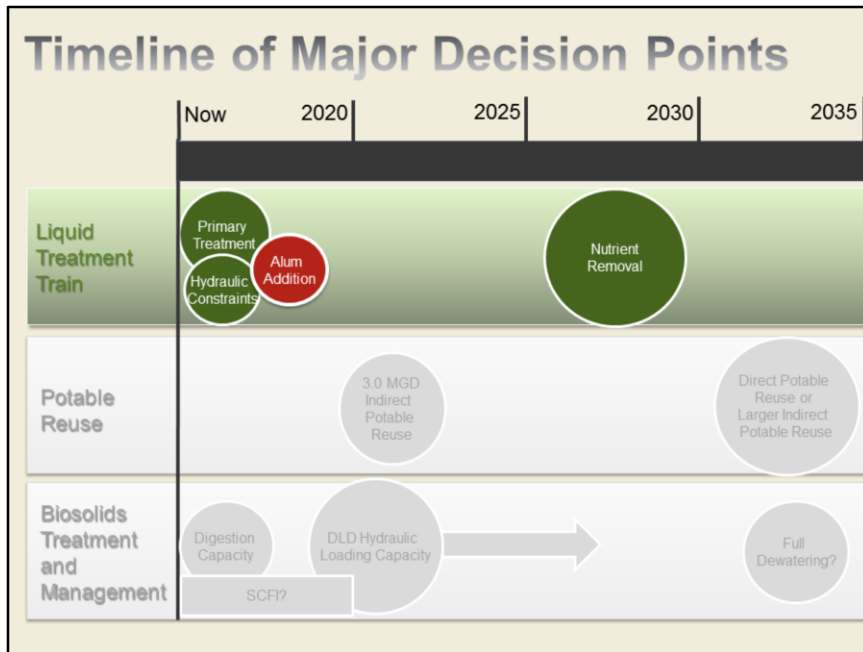 Timeline of Major Decision Points
Now 2020 2025 2030 2035
Liquid
Treatment
Train
Primary
Treatment
Hydraulic
Constraints
Alum
Addition
Nutrient
Removal
Potable
Reuse
3.0 MGD
Indirect
Potable
Reuse
Direct Potable
Reuse or
Larger Indirect
Potable Reuse
Biosolids
Treatment
and
Management
Digestion
Capacity
SCFI?
DLD Hydraulic
Loading Capacity
Full
Dewatering?